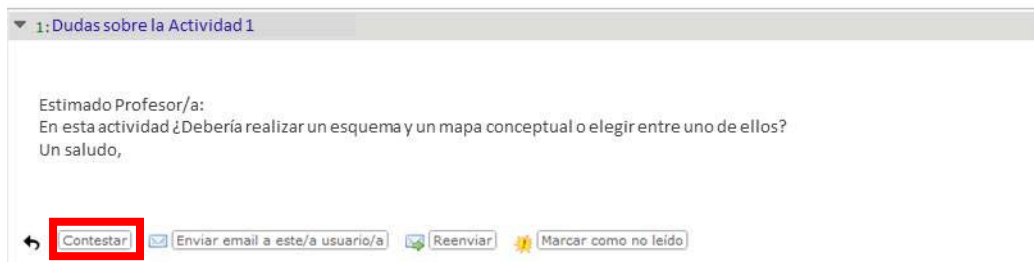 1: Dudas sobre la Actividad 1
Estimado Profesor/a:
En esta actividad ¿Debería realizar un esquema y un mapa conceptual o elegir entre uno de ellos?
Un saludo,
Contestar Enviar email a este/a usuario/a Reenviar Marcar como no leído